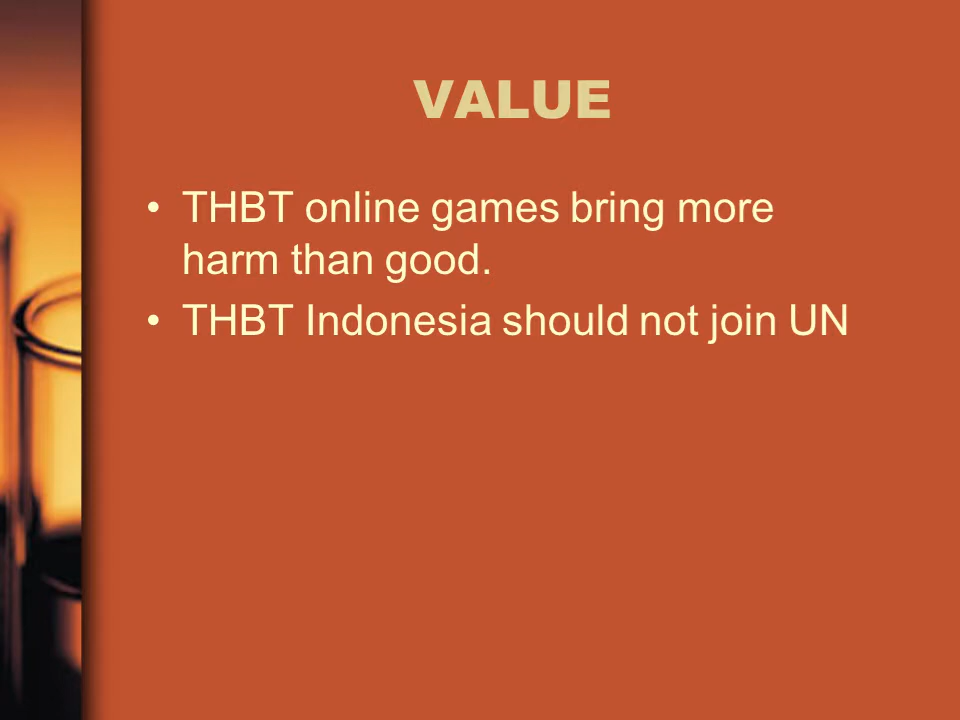 VALUE
• THBT online games bring more
harm than good.
• THBT Indonesia should not join UN